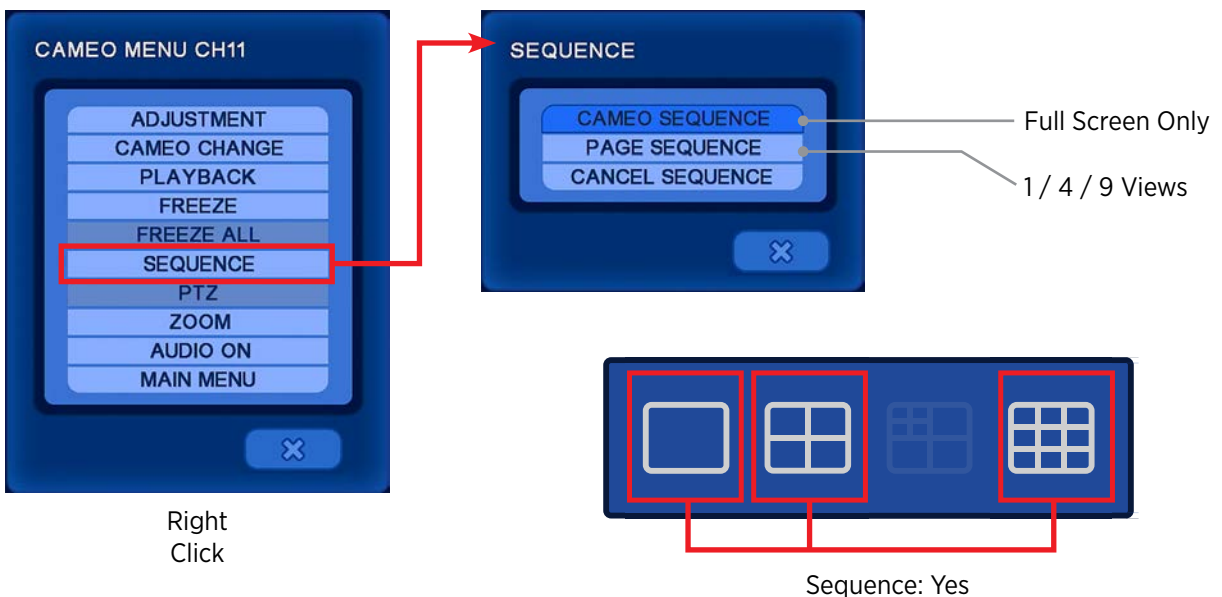 CAMEO MENU CH11
ADJUSTMENT
CAMEO CHANGE
PLAYBACK
FREEZE
FREEZE ALL
SEQUENCE
PTZ
ZOOM
AUDIO ON
MAIN MENU
Right
Click
SEQUENCE
CAMEO SEQUENCE
PAGE SEQUENCE
CANCEL SEQUENCE
Full Screen Only
1 / 4 / 9 Views
Sequence: Yes